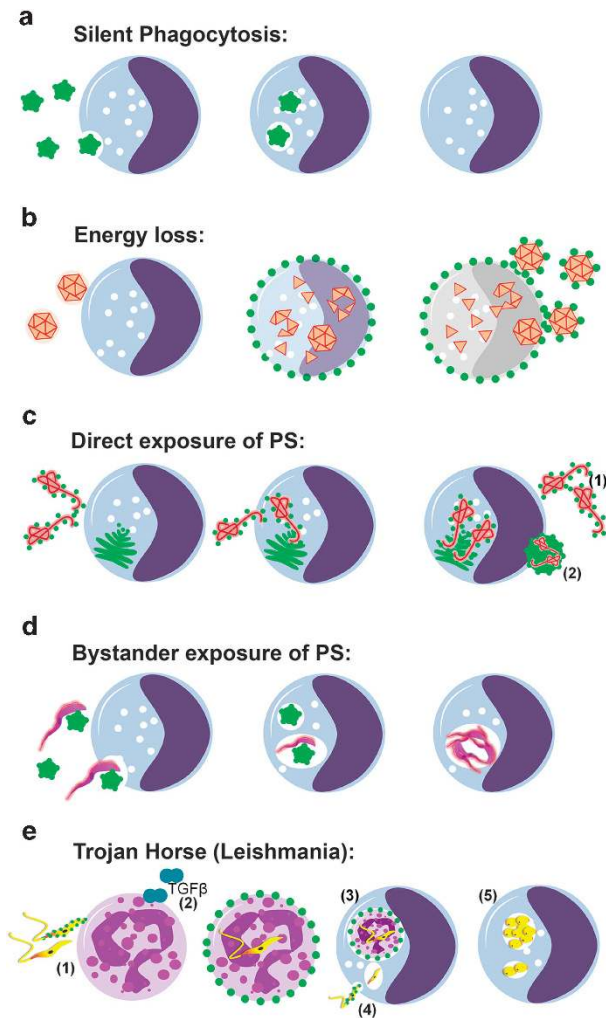 a
Silent Phagocytosis:
b
Energy loss:
c
Direct exposure of PS:
(1)
(2)
d
Bystander exposure of PS:
e
Trojan Horse (Leishmania):
TGFβ
(2)
(3)
(5)
(1)
(4)